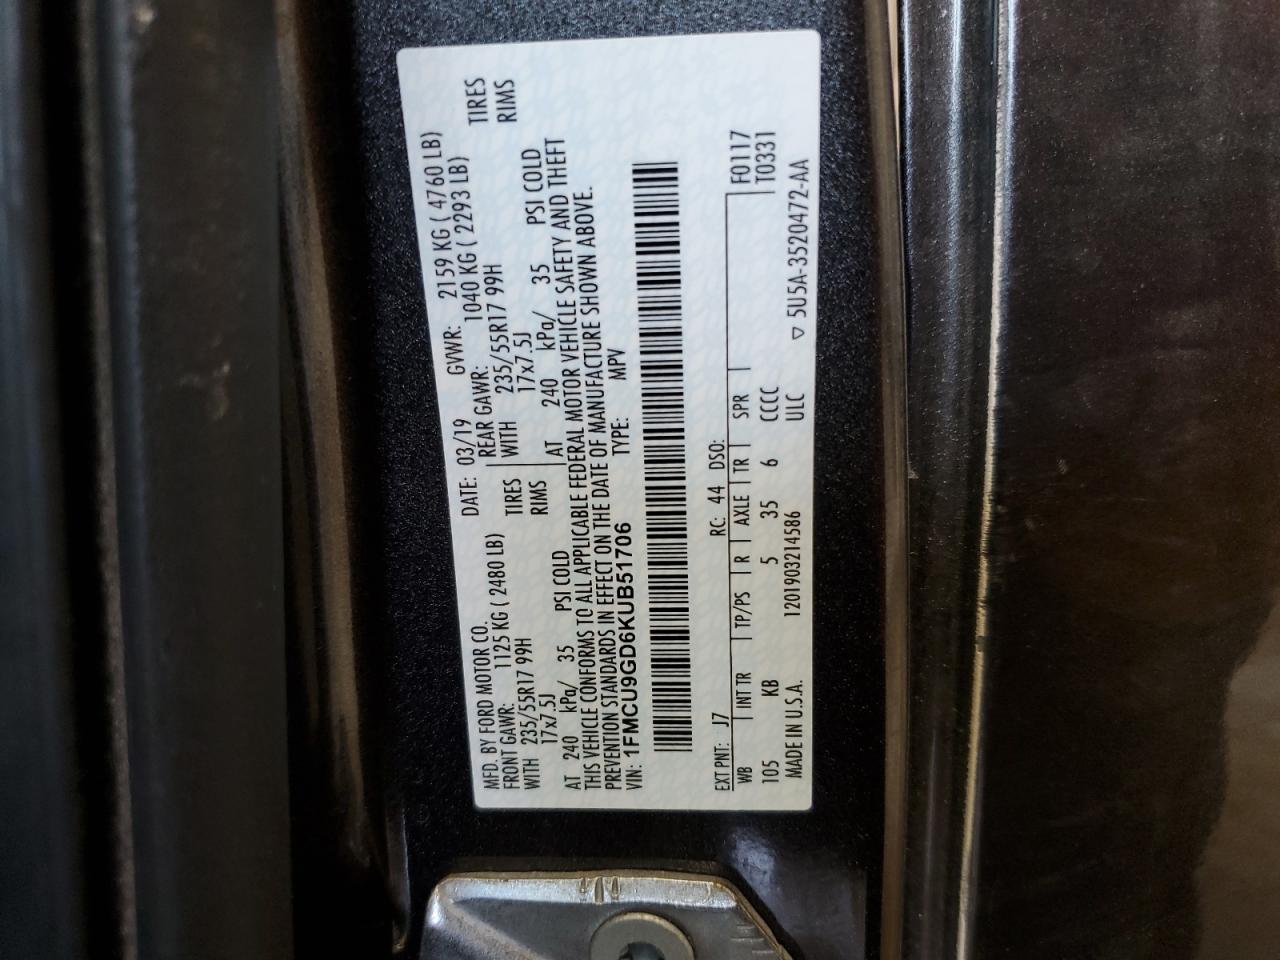 MFD. BY FORD MOTOR CO.
DATE: 03/19 GVWR: 2159 KG ( 4760 LB)
FRONT GAWR: 1125 KG ( 2480 LB) REAR GAWR: 1040 KG ( 2293 LB)
WITH 235/55R17 99H TIRES WITH 235/55R17 99H TIRES
17x7.5J RIMS 17x7.5J RIMS
AT 240 kPa/ 35 PSI COLD AT 240 kPa/ 35 PSI COLD
THIS VEHICLE CONFORMS TO ALL APPLICABLE FEDERAL MOTOR VEHICLE SAFETY AND THEFT
PREVENTION STANDARDS IN EFFECT ON THE DATE OF MANUFACTURE SHOWN ABOVE.
VIN: 1FMCU9GD6KUB51706 TYPE: MPV
EXT PNT: J7 RC: 44 DSO: F0117
WB INT TR TP/PS R AXLE TR SPR T0331
105 KB 5 35 6 CCCC
MADE IN U.S.A. 1201903214586 ULC ▽ 5U5A-3520472-AA